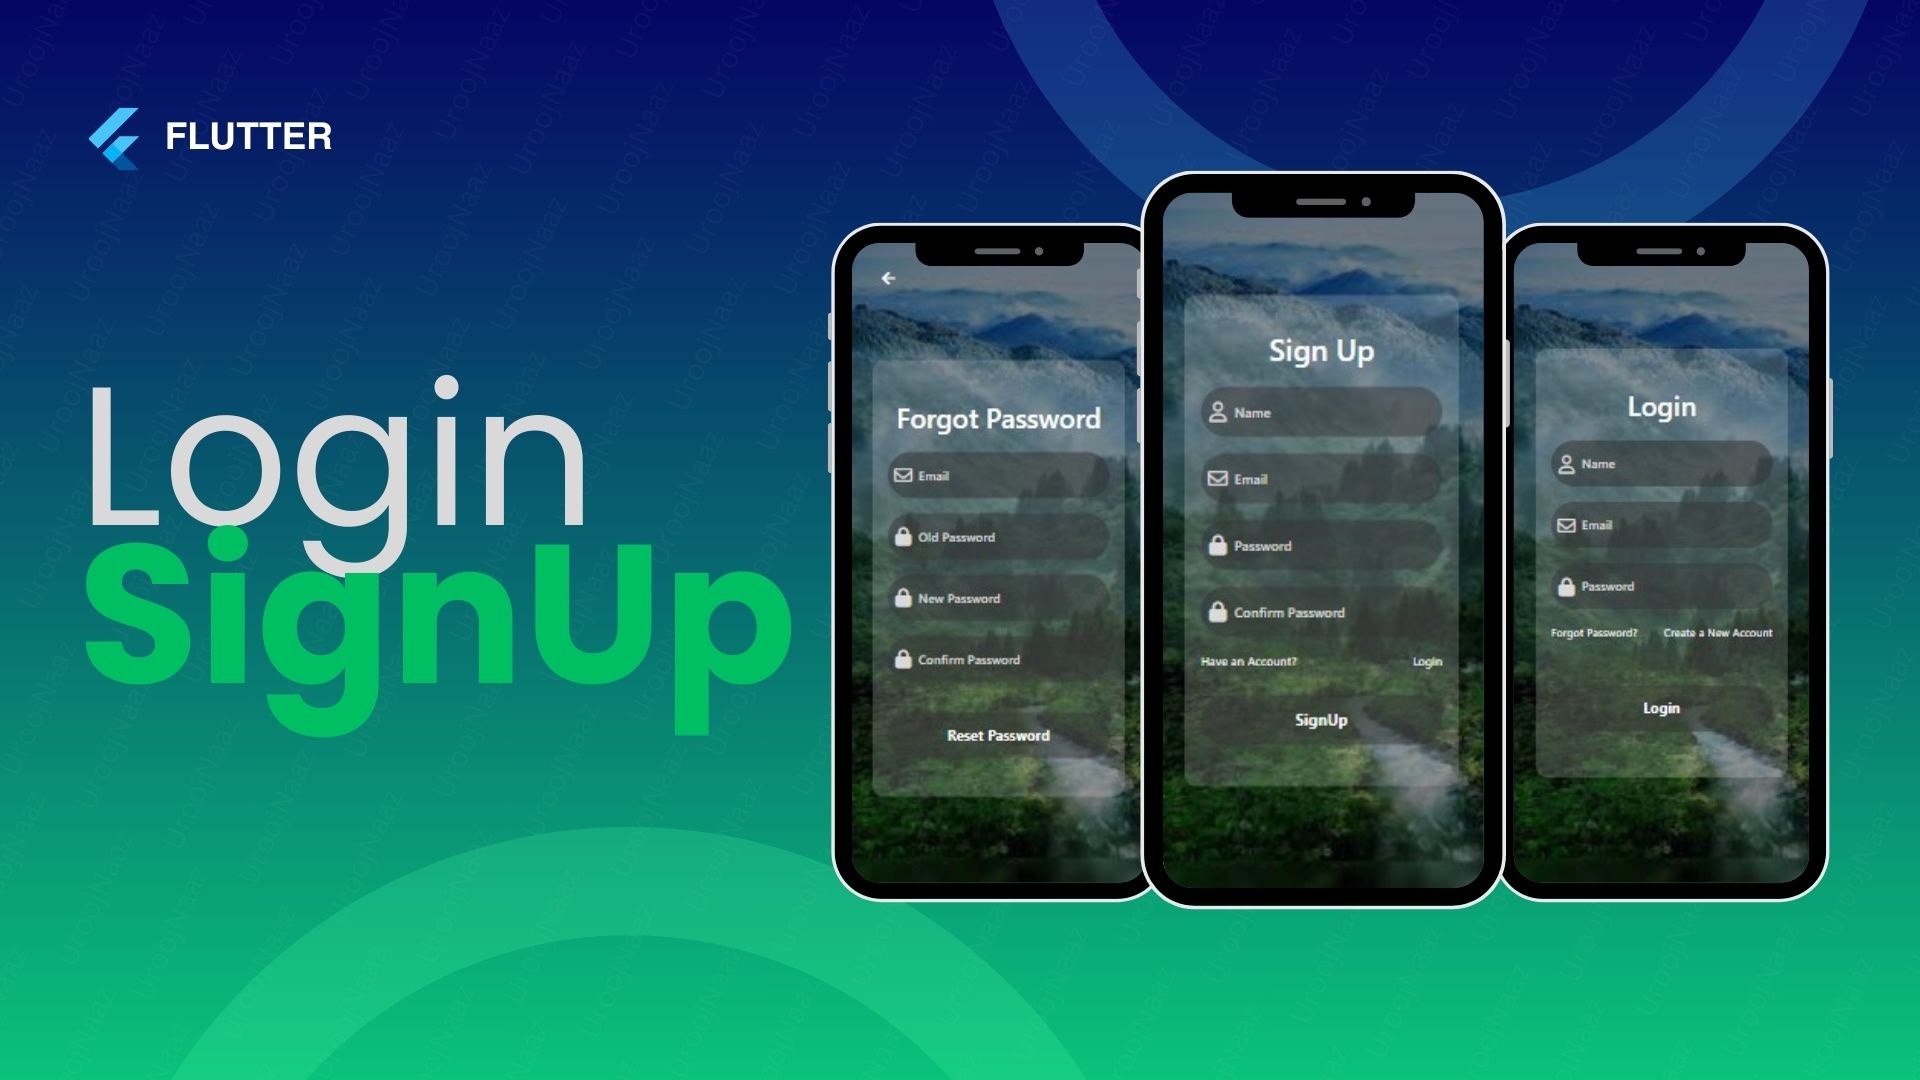 FLUTTER
Login
SignUp
Forgot Password
Email
Old Password
New Password
Confirm Password
Reset Password
Sign Up
Name
Email
Password
Confirm Password
Have an Account? Login
SignUp
Login
Name
Email
Password
Forgot Password? Create a New Account
Login
UroojNaaz